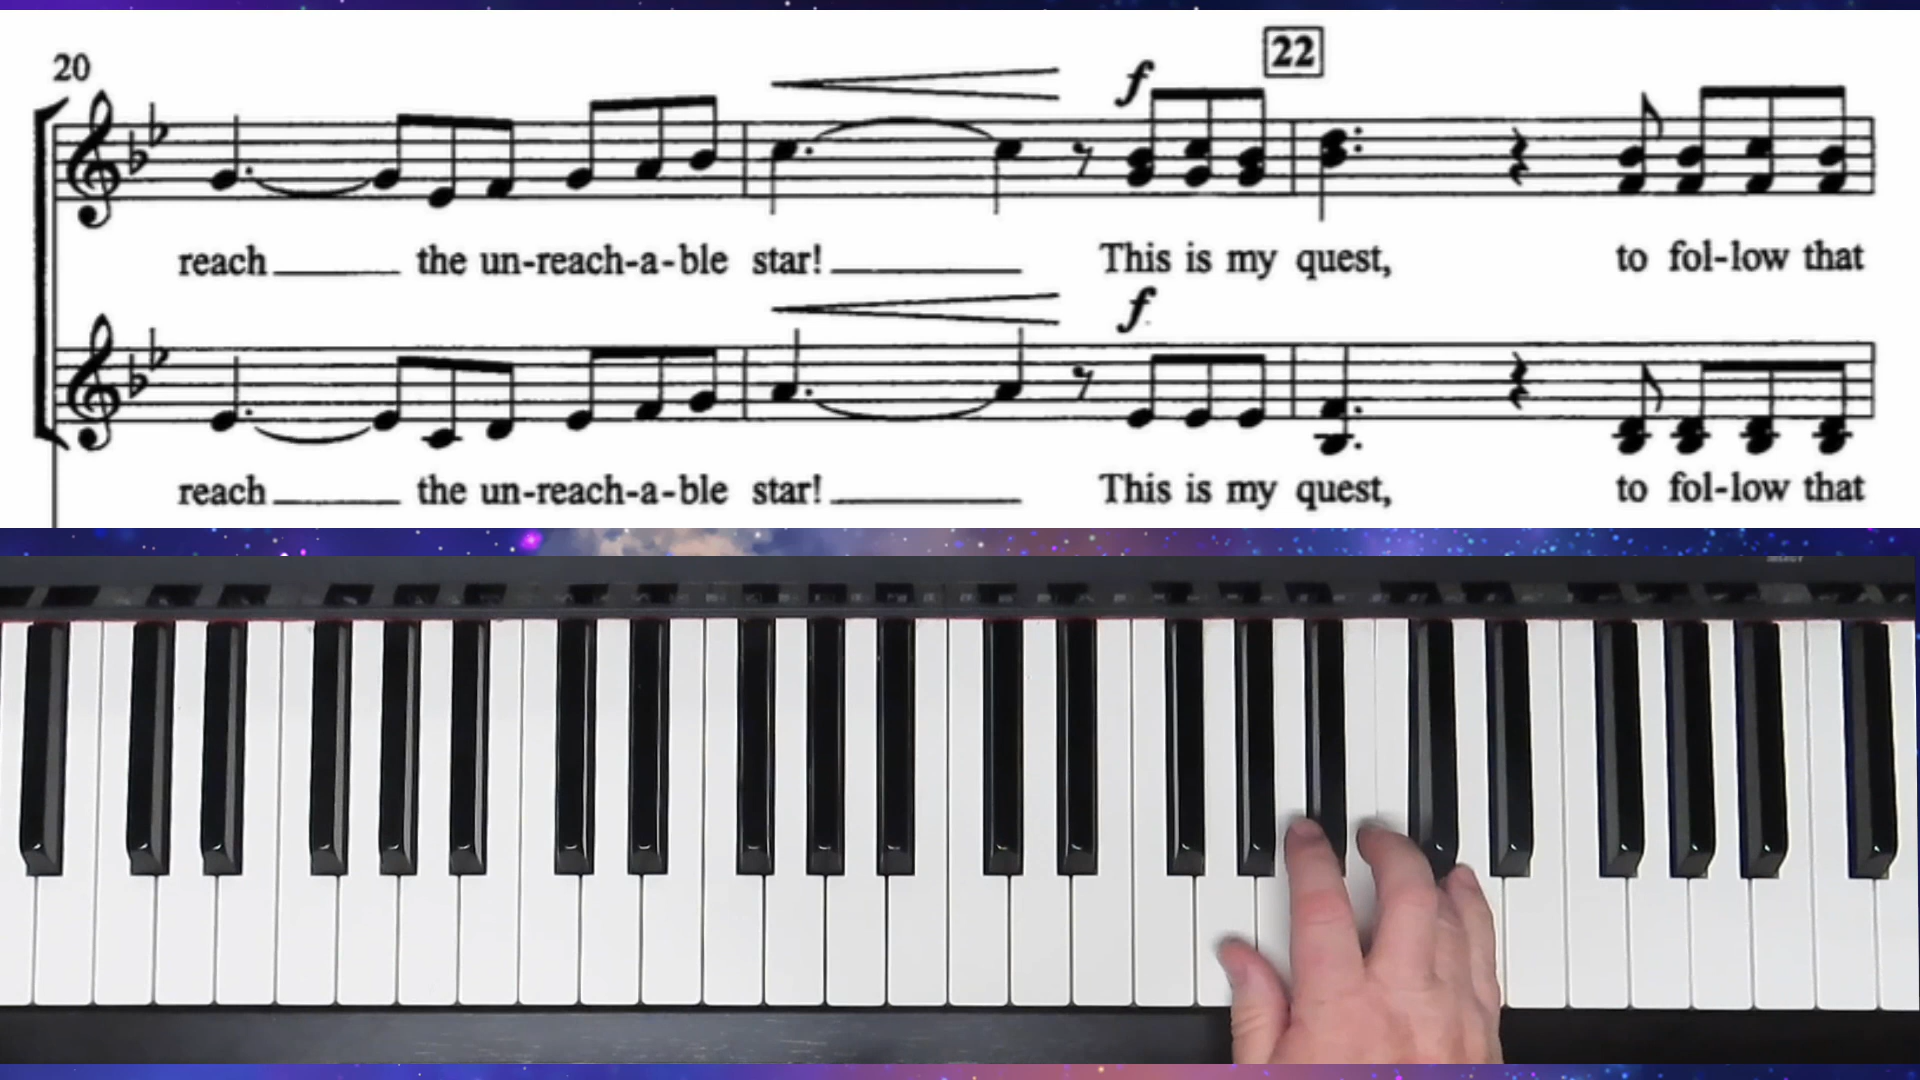 20
22
f
reach the un-reach-a-ble star! This is my quest, to fol-low that
f
reach the un-reach-a-ble star! This is my quest, to fol-low that